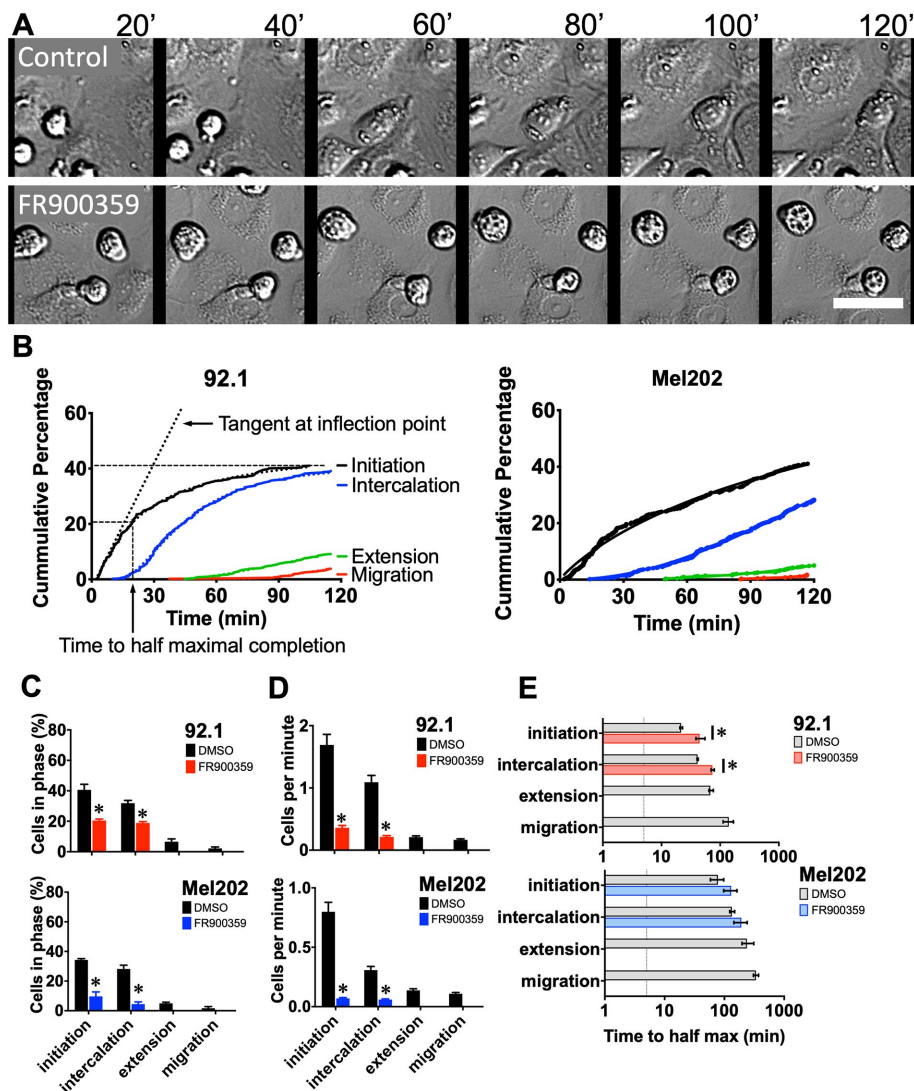 A
20’ 40’ 60’ 80’ 100’ 120’
Control
FR900359
B
92.1
Cummulative Percentage
60
40
20
0
0 30 60 90 120
Time (min)
Tangent at inflection point
Initiation
Intercalation
Extension
Migration
Time to half maximal completion
Mel202
Cummulative Percentage
60
40
20
0
0 30 60 90 120
Time (min)
C
92.1
DMSO
FR900359
Cells in phase (%)
80
60
40
20
0
* *
Mel202
DMSO
FR900359
Cells in phase (%)
80
60
40
20
0
* *
initiation
intercalation
extension
migration
D
92.1
DMSO
FR900359
Cells per minute
2
1
0
* *
Mel202
DMSO
FR900359
Cells per minute
1.0
0.5
0.0
* *
initiation
intercalation
extension
migration
E
92.1
DMSO
FR900359
initiation
intercalation
extension
migration
*
*
1 10 100 1000
Mel202
DMSO
FR900359
initiation
intercalation
extension
migration
1 10 100 1000
Time to half max (min)